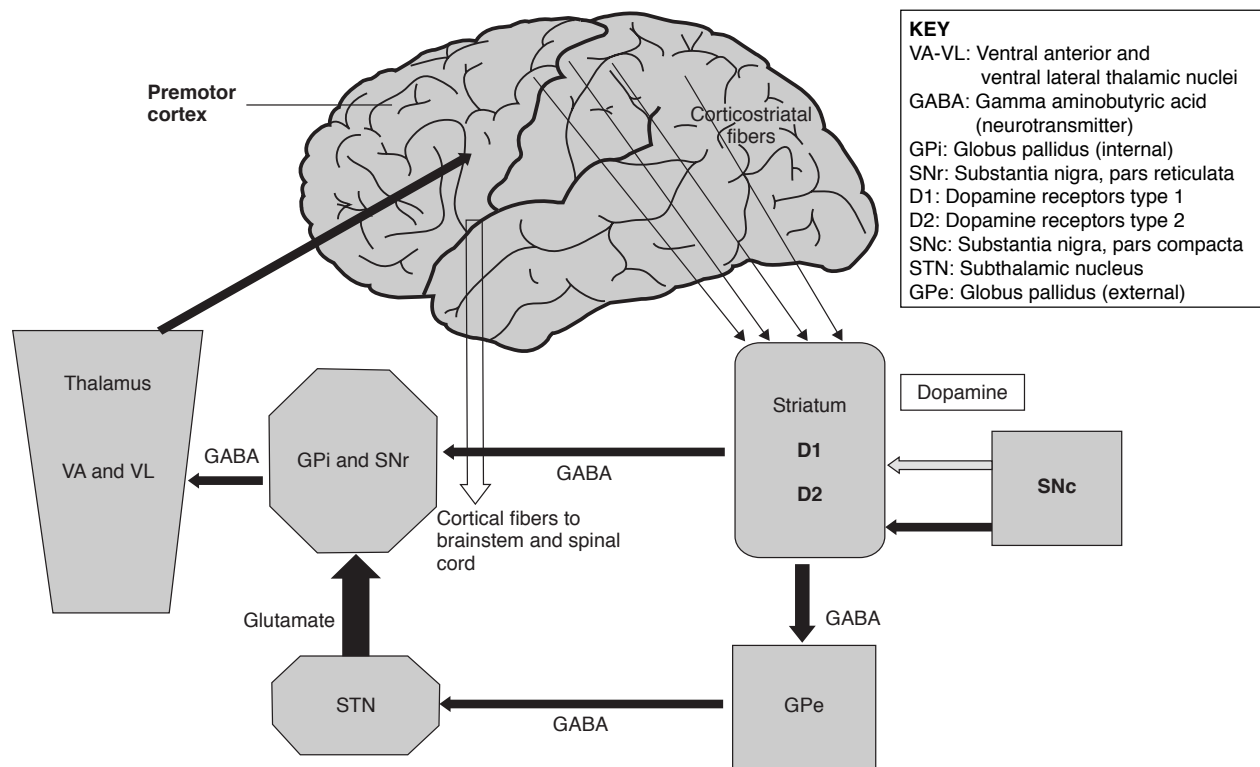 Premotor
cortex
Corticostriatal
fibers
KEY
VA-VL: Ventral anterior and
ventral lateral thalamic nuclei
GABA: Gamma aminobutyric acid
(neurotransmitter)
GPi: Globus pallidus (internal)
SNr: Substantia nigra, pars reticulata
D1: Dopamine receptors type 1
D2: Dopamine receptors type 2
SNc: Substantia nigra, pars compacta
STN: Subthalamic nucleus
GPe: Globus pallidus (external)
Thalamus
VA and VL
GABA
GPi and SNr
GABA
Striatum
D1
D2
Dopamine
SNc
Cortical fibers to
brainstem and spinal
cord
Glutamate
GABA
STN
GABA
GPe